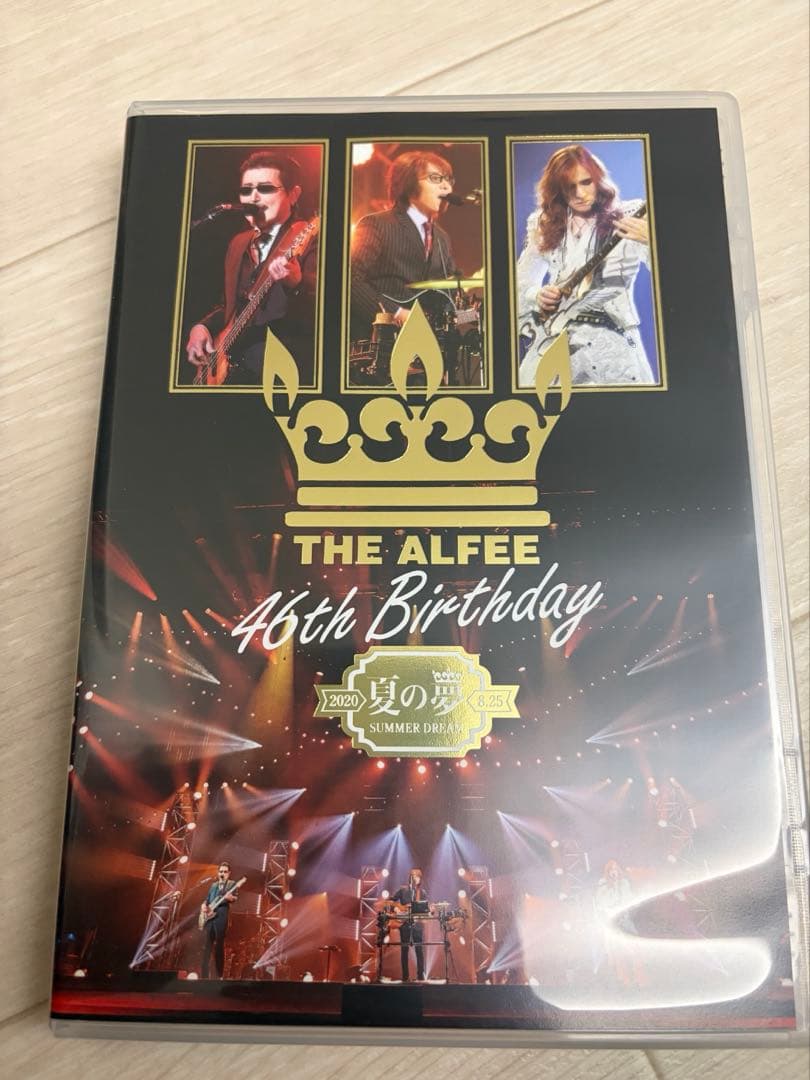 THE ALFEE
46th Birthday
2020 夏の夢 8.25
SUMMER DREAM